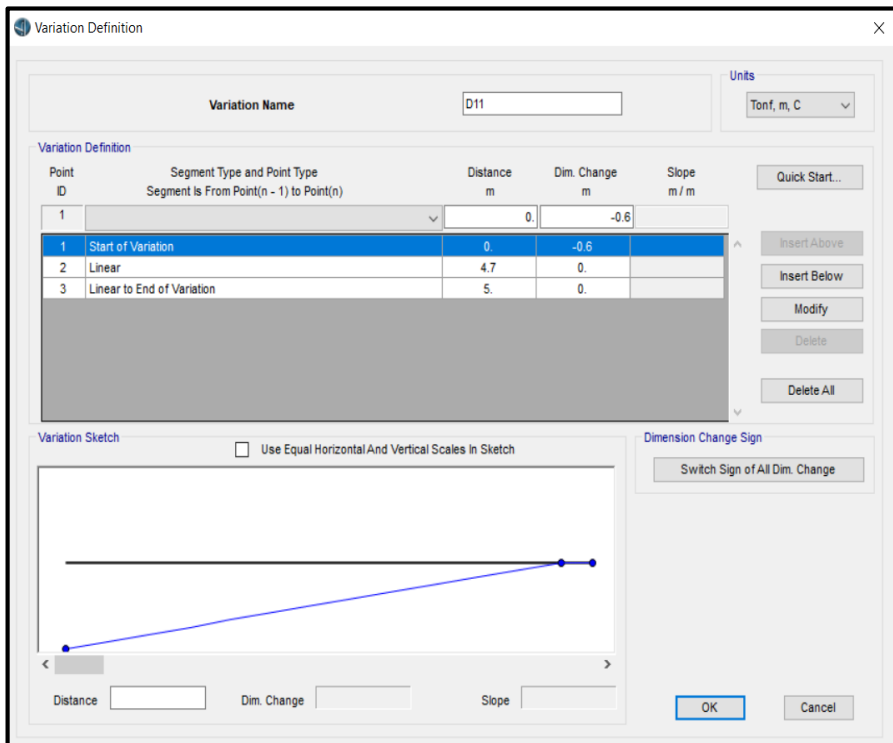 Variation Definition
Units
Variation Name D11 Tonf, m, C
Variation Definition
Point Segment Type and Point Type Distance Dim. Change Slope
ID Segment Is From Point(n - 1) to Point(n) m m m / m
Quick Start...
1 0. -0.6
1 Start of Variation 0. -0.6
2 Linear 4.7 0.
3 Linear to End of Variation 5. 0.
Insert Above
Insert Below
Modify
Delete
Delete All
Variation Sketch
Use Equal Horizontal And Vertical Scales In Sketch
Dimension Change Sign
Switch Sign of All Dim. Change
Distance Dim. Change Slope
OK Cancel